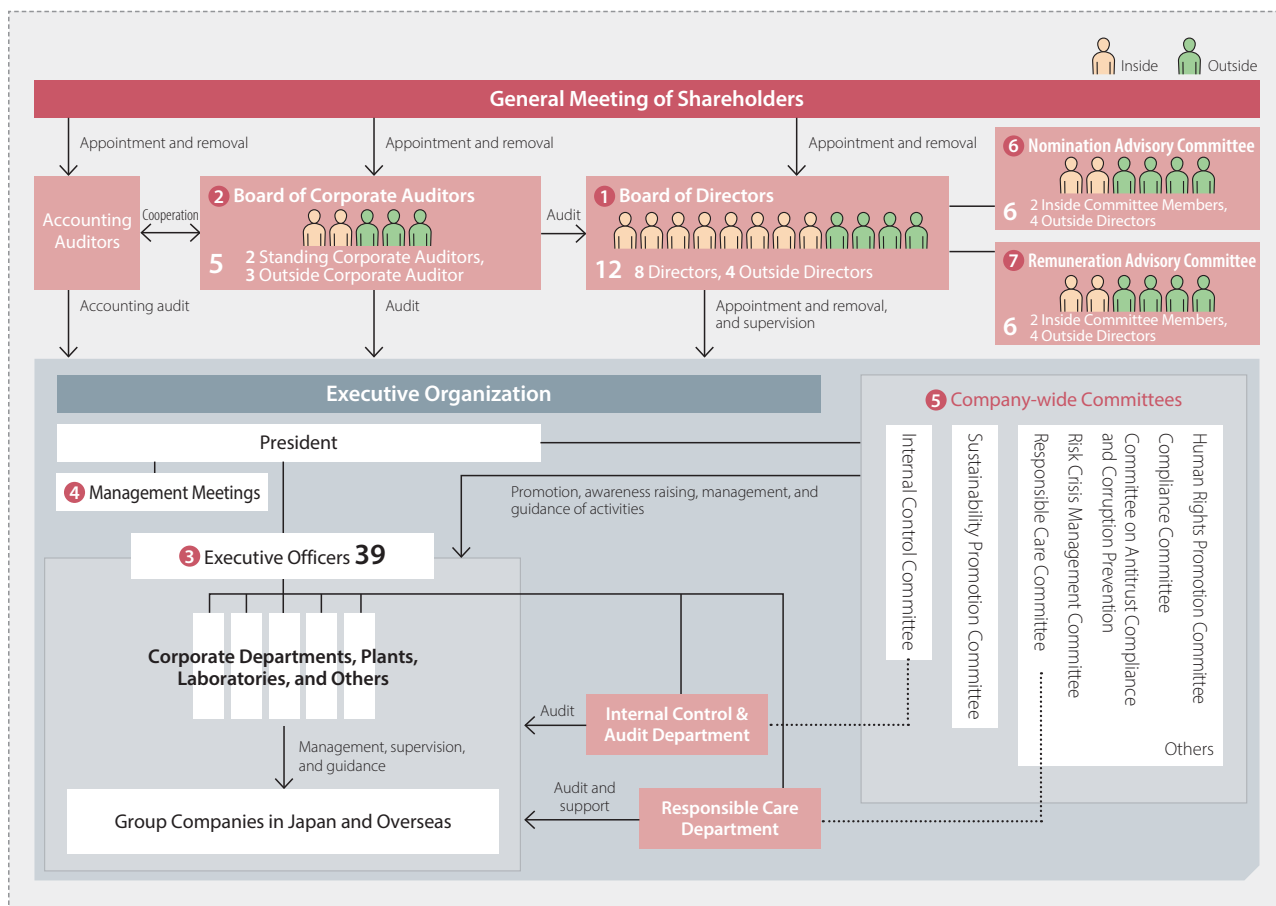 Inside
Outside
General Meeting of Shareholders
Appointment and removal
Appointment and removal
Appointment and removal
Accounting
Auditors
Cooperation
2 Board of Corporate Auditors
5
2 Standing Corporate Auditors,
3 Outside Corporate Auditor
Audit
1 Board of Directors
12 8 Directors, 4 Outside Directors
6 Nomination Advisory Committee
6
2 Inside Committee Members,
4 Outside Directors
7 Remuneration Advisory Committee
6
2 Inside Committee Members,
4 Outside Directors
Accounting audit
Audit
Appointment and removal,
and supervision
Executive Organization
President
4 Management Meetings
Promotion, awareness raising, management, and
guidance of activities
3 Executive Officers 39
Corporate Departments, Plants,
Laboratories, and Others
Management, supervision,
and guidance
Group Companies in Japan and Overseas
Audit
Internal Control &
Audit Department
Audit and
support
Responsible Care
Department
5 Company-wide Committees
Internal Control Committee
Sustainability Promotion Committee
Responsible Care Committee
Risk Crisis Management Committee
Committee on Antitrust Compliance
and Corruption Prevention
Compliance Committee
Human Rights Promotion Committee
Others